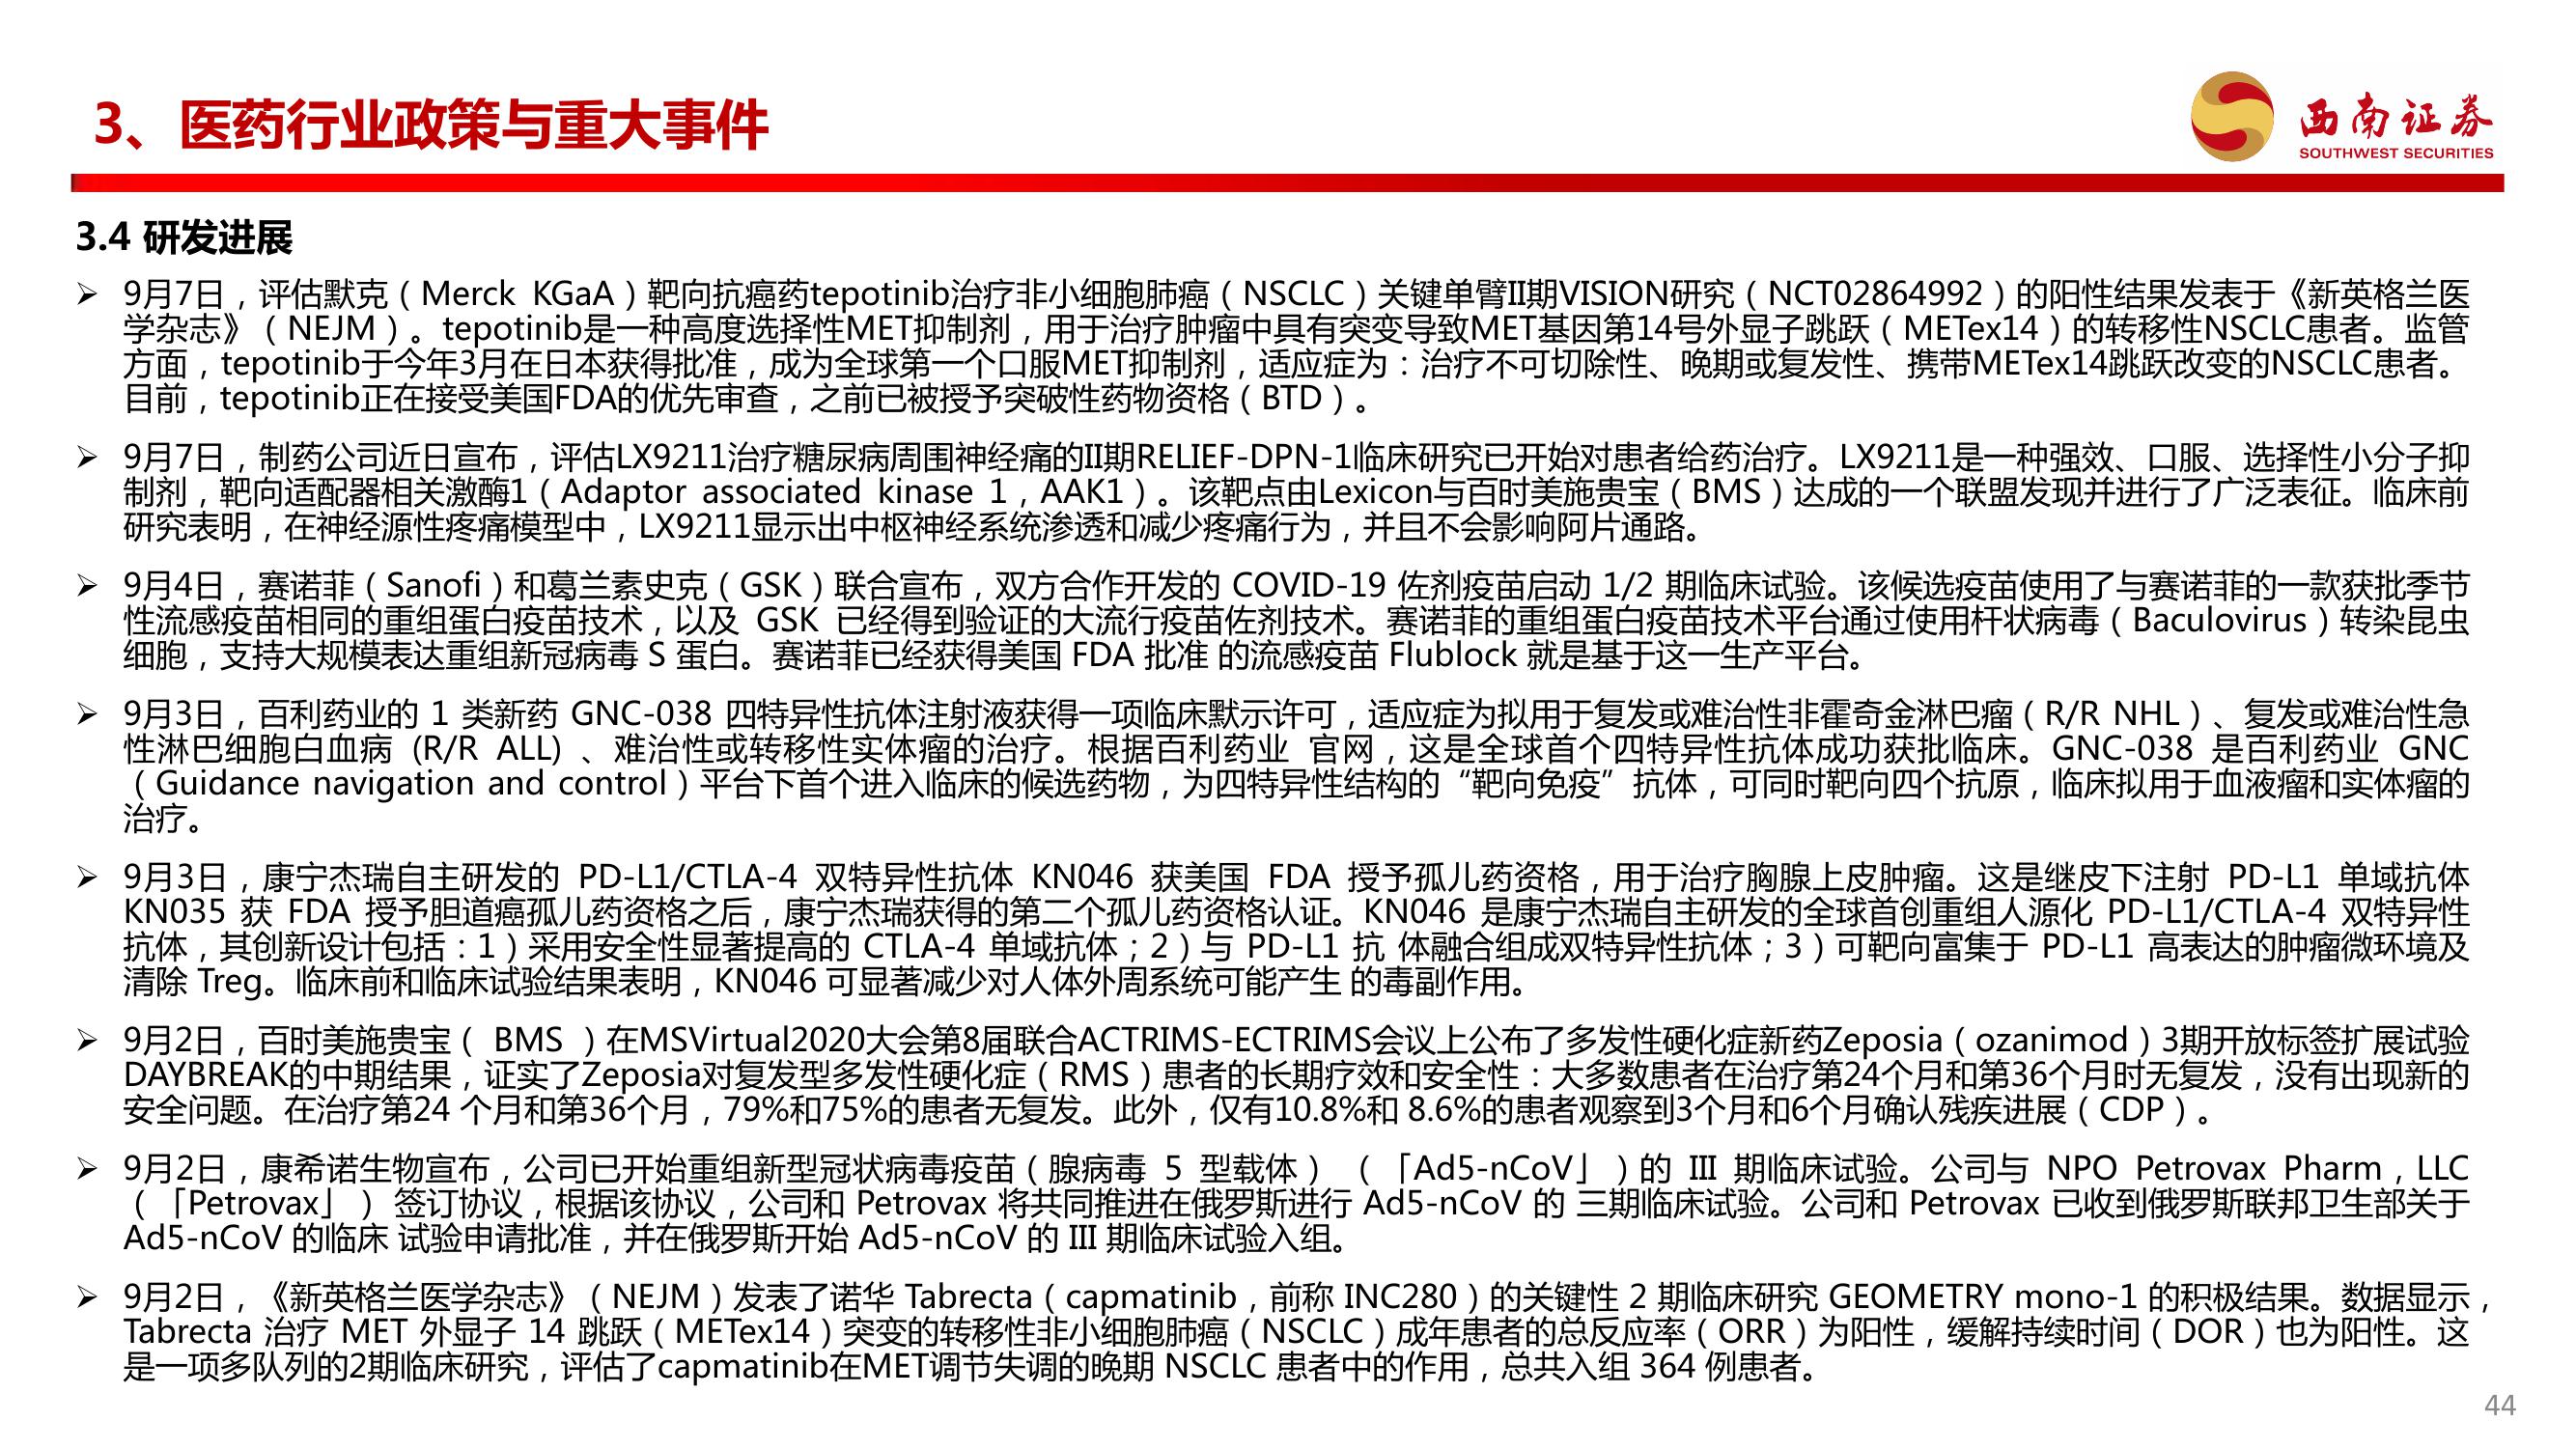 3、医药行业政策与重大事件
西南证券
SOUTHWEST SECURITIES
3.4 研发进展
➢ 9月7日，评估默克（Merck KGaA）靶向抗癌药tepotinib治疗非小细胞肺癌（NSCLC）关键单臂II期VISION研究（NCT02864992）的阳性结果发表于《新英格兰医
学杂志》（NEJM）。tepotinib是一种高度选择性MET抑制剂，用于治疗肿瘤中具有突变导致MET基因第14号外显子跳跃（METex14）的转移性NSCLC患者。监管
方面，tepotinib于今年3月在日本获得批准，成为全球第一个口服MET抑制剂，适应症为：治疗不可切除性、晚期或复发性、携带METex14跳跃改变的NSCLC患者。
目前，tepotinib正在接受美国FDA的优先审查，之前已被授予突破性药物资格（BTD）。
➢ 9月7日，制药公司近日宣布，评估LX9211治疗糖尿病周围神经痛的II期RELIEF-DPN-1临床研究已开始对患者给药治疗。LX9211是一种强效、口服、选择性小分子抑
制剂，靶向适配器相关激酶1（Adaptor associated kinase 1，AAK1）。该靶点由Lexicon与百时美施贵宝（BMS）达成的一个联盟发现并进行了广泛表征。临床前
研究表明，在神经源性疼痛模型中，LX9211显示出中枢神经系统渗透和减少疼痛行为，并且不会影响阿片通路。
➢ 9月4日，赛诺菲（Sanofi）和葛兰素史克（GSK）联合宣布，双方合作开发的 COVID-19 佐剂疫苗启动 1/2 期临床试验。该候选疫苗使用了与赛诺菲的一款获批季节
性流感疫苗相同的重组蛋白疫苗技术，以及 GSK 已经得到验证的大流行疫苗佐剂技术。赛诺菲的重组蛋白疫苗技术平台通过使用杆状病毒（Baculovirus）转染昆虫
细胞，支持大规模表达重组新冠病毒 S 蛋白。赛诺菲已经获得美国 FDA 批准 的流感疫苗 Flublock 就是基于这一生产平台。
➢ 9月3日，百利药业的 1 类新药 GNC-038 四特异性抗体注射液获得一项临床默示许可，适应症为拟用于复发或难治性非霍奇金淋巴瘤（R/R NHL）、复发或难治性急
性淋巴细胞白血病 (R/R ALL) 、难治性或转移性实体瘤的治疗。根据百利药业 官网，这是全球首个四特异性抗体成功获批临床。GNC-038 是百利药业 GNC
（Guidance navigation and control）平台下首个进入临床的候选药物，为四特异性结构的“靶向免疫”抗体，可同时靶向四个抗原，临床拟用于血液瘤和实体瘤的
治疗。
➢ 9月3日，康宁杰瑞自主研发的 PD-L1/CTLA-4 双特异性抗体 KN046 获美国 FDA 授予孤儿药资格，用于治疗胸腺上皮肿瘤。这是继皮下注射 PD-L1 单域抗体
KN035 获 FDA 授予胆道癌孤儿药资格之后，康宁杰瑞获得的第二个孤儿药资格认证。KN046 是康宁杰瑞自主研发的全球首创重组人源化 PD-L1/CTLA-4 双特异性
抗体，其创新设计包括：1）采用安全性显著提高的 CTLA-4 单域抗体；2）与 PD-L1 抗 体融合组成双特异性抗体；3）可靶向富集于 PD-L1 高表达的肿瘤微环境及
清除 Treg。临床前和临床试验结果表明，KN046 可显著减少对人体外周系统可能产生 的毒副作用。
➢ 9月2日，百时美施贵宝（ BMS ）在MSVirtual2020大会第8届联合ACTRIMS-ECTRIMS会议上公布了多发性硬化症新药Zeposia（ozanimod）3期开放标签扩展试验
DAYBREAK的中期结果，证实了Zeposia对复发型多发性硬化症（RMS）患者的长期疗效和安全性：大多数患者在治疗第24个月和第36个月时无复发，没有出现新的
安全问题。在治疗第24 个月和第36个月，79%和75%的患者无复发。此外，仅有10.8%和 8.6%的患者观察到3个月和6个月确认残疾进展（CDP）。
➢ 9月2日，康希诺生物宣布，公司已开始重组新型冠状病毒疫苗（腺病毒 5 型载体） （「Ad5-nCoV」）的 III 期临床试验。公司与 NPO Petrovax Pharm，LLC
（「Petrovax」） 签订协议，根据该协议，公司和 Petrovax 将共同推进在俄罗斯进行 Ad5-nCoV 的 三期临床试验。公司和 Petrovax 已收到俄罗斯联邦卫生部关于
Ad5-nCoV 的临床 试验申请批准，并在俄罗斯开始 Ad5-nCoV 的 III 期临床试验入组。
➢ 9月2日，《新英格兰医学杂志》（NEJM）发表了诺华 Tabrecta（capmatinib，前称 INC280）的关键性 2 期临床研究 GEOMETRY mono-1 的积极结果。数据显示，
Tabrecta 治疗 MET 外显子 14 跳跃（METex14）突变的转移性非小细胞肺癌（NSCLC）成年患者的总反应率（ORR）为阳性，缓解持续时间（DOR）也为阳性。这
是一项多队列的2期临床研究，评估了capmatinib在MET调节失调的晚期 NSCLC 患者中的作用，总共入组 364 例患者。
44